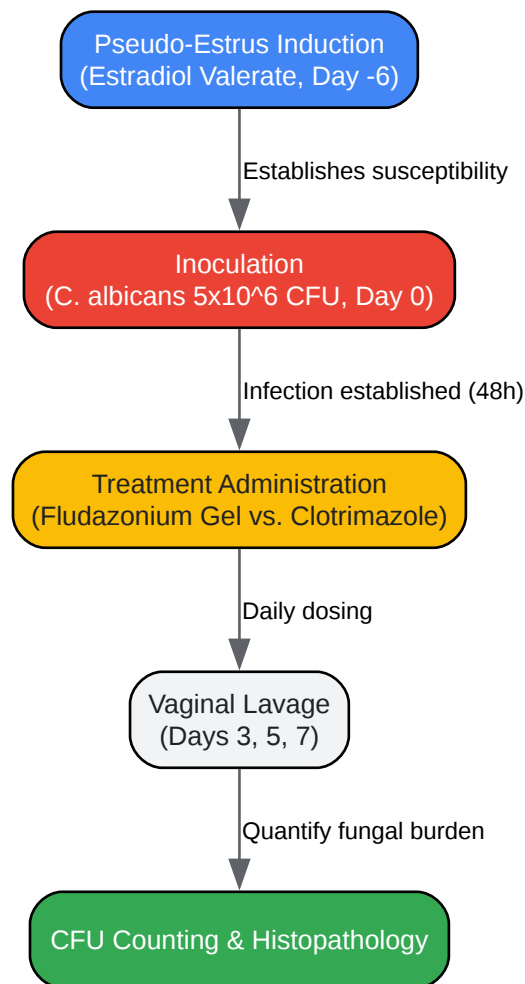 Pseudo-Estrus Induction
(Estradiol Valerate, Day -6)
Establishes susceptibility
Inoculation
(C. albicans 5x10^6 CFU, Day 0)
Infection established (48h)
Treatment Administration
(Fludazonium Gel vs. Clotrimazole)
Daily dosing
Vaginal Lavage
(Days 3, 5, 7)
Quantify fungal burden
CFU Counting & Histopathology